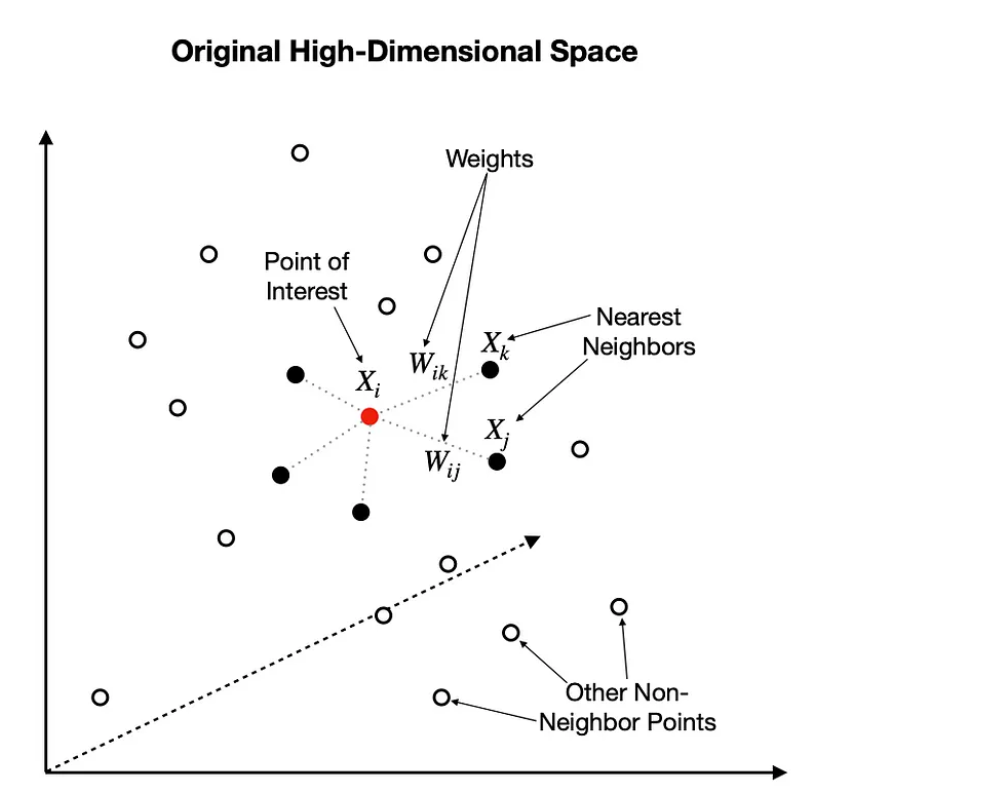 Original High-Dimensional Space
Weights
Point of
Interest
Nearest
Neighbors
X_k
W_ik
X_i
X_j
W_ij
Other Non-
Neighbor Points